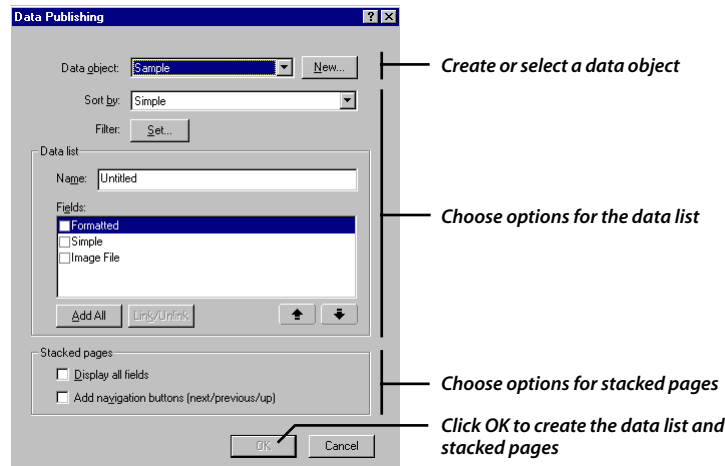 Data Publishing
Data object: Sample New...
Create or select a data object
Sort by: Simple
Filter: Set...
Data list
Name: Untitled
Fields:
Formatted
Choose options for the data list
Simple
Image File
Add All Link/Unlink
Stacked pages
Display all fields
Choose options for stacked pages
Add navigation buttons (next/previous/up)
Click OK to create the data list and
stacked pages
OK Cancel